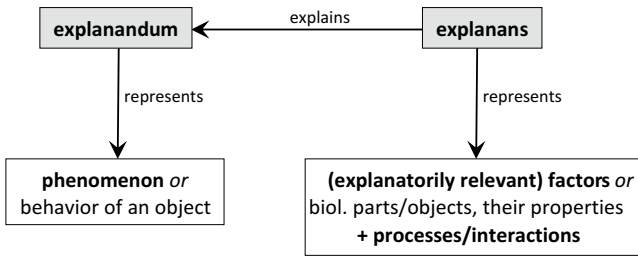 explanandum
explains
explanans
represents
represents
phenomenon or
behavior of an object
(explanatorily relevant) factors or
biol. parts/objects, their properties
+ processes/interactions